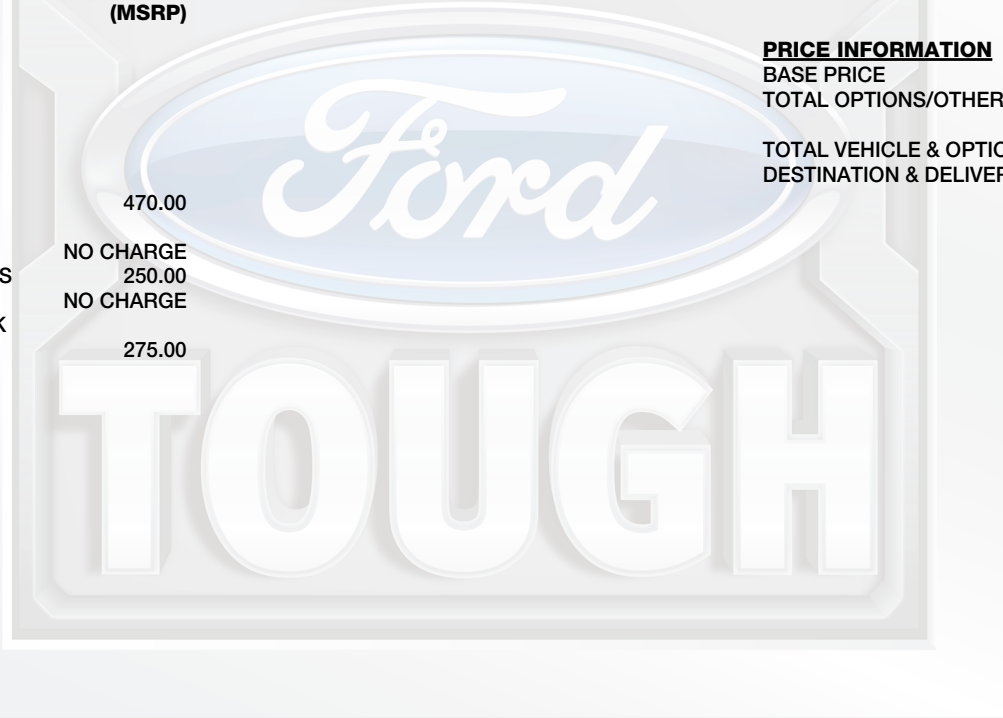 (MSRP)
PRICE INFORMATION
BASE PRICE
TOTAL OPTIONS/OTHER
TOTAL VEHICLE & OPTIO
DESTINATION & DELIVER
470.00
NO CHARGE
S 250.00
NO CHARGE
K
275.00
Ford
TOUGH